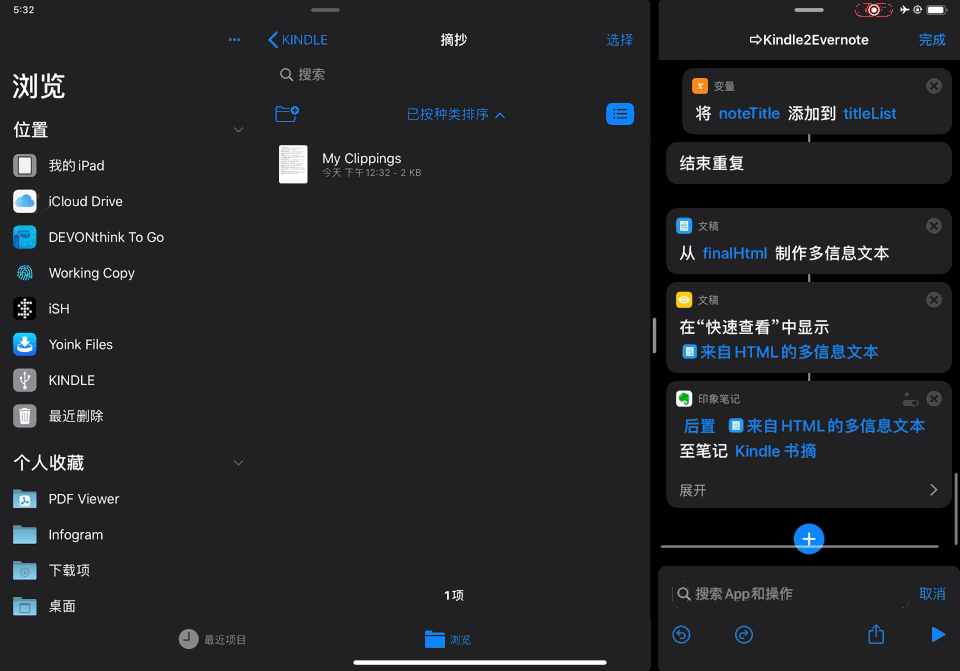 5:32
浏览
位置
我的 iPad
iCloud Drive
DEVONthink To Go
Working Copy
iSH
Yoink Files
KINDLE
最近删除
个人收藏
PDF Viewer
Infogram
下载项
桌面
KINDLE
摘抄
选择
搜索
已按种类排序
My Clippings
今天 下午12:32 - 2 KB
1项
最近项目
浏览
⇨Kindle2Evernote
完成
变量
将 noteTitle 添加到 titleList
结束重复
文稿
从 finalHtml 制作多信息文本
文稿
在“快速查看”中显示
来自 HTML 的多信息文本
印象笔记
后置 来自 HTML 的多信息文本
至笔记 Kindle 书摘
展开
搜索 App 和操作
取消